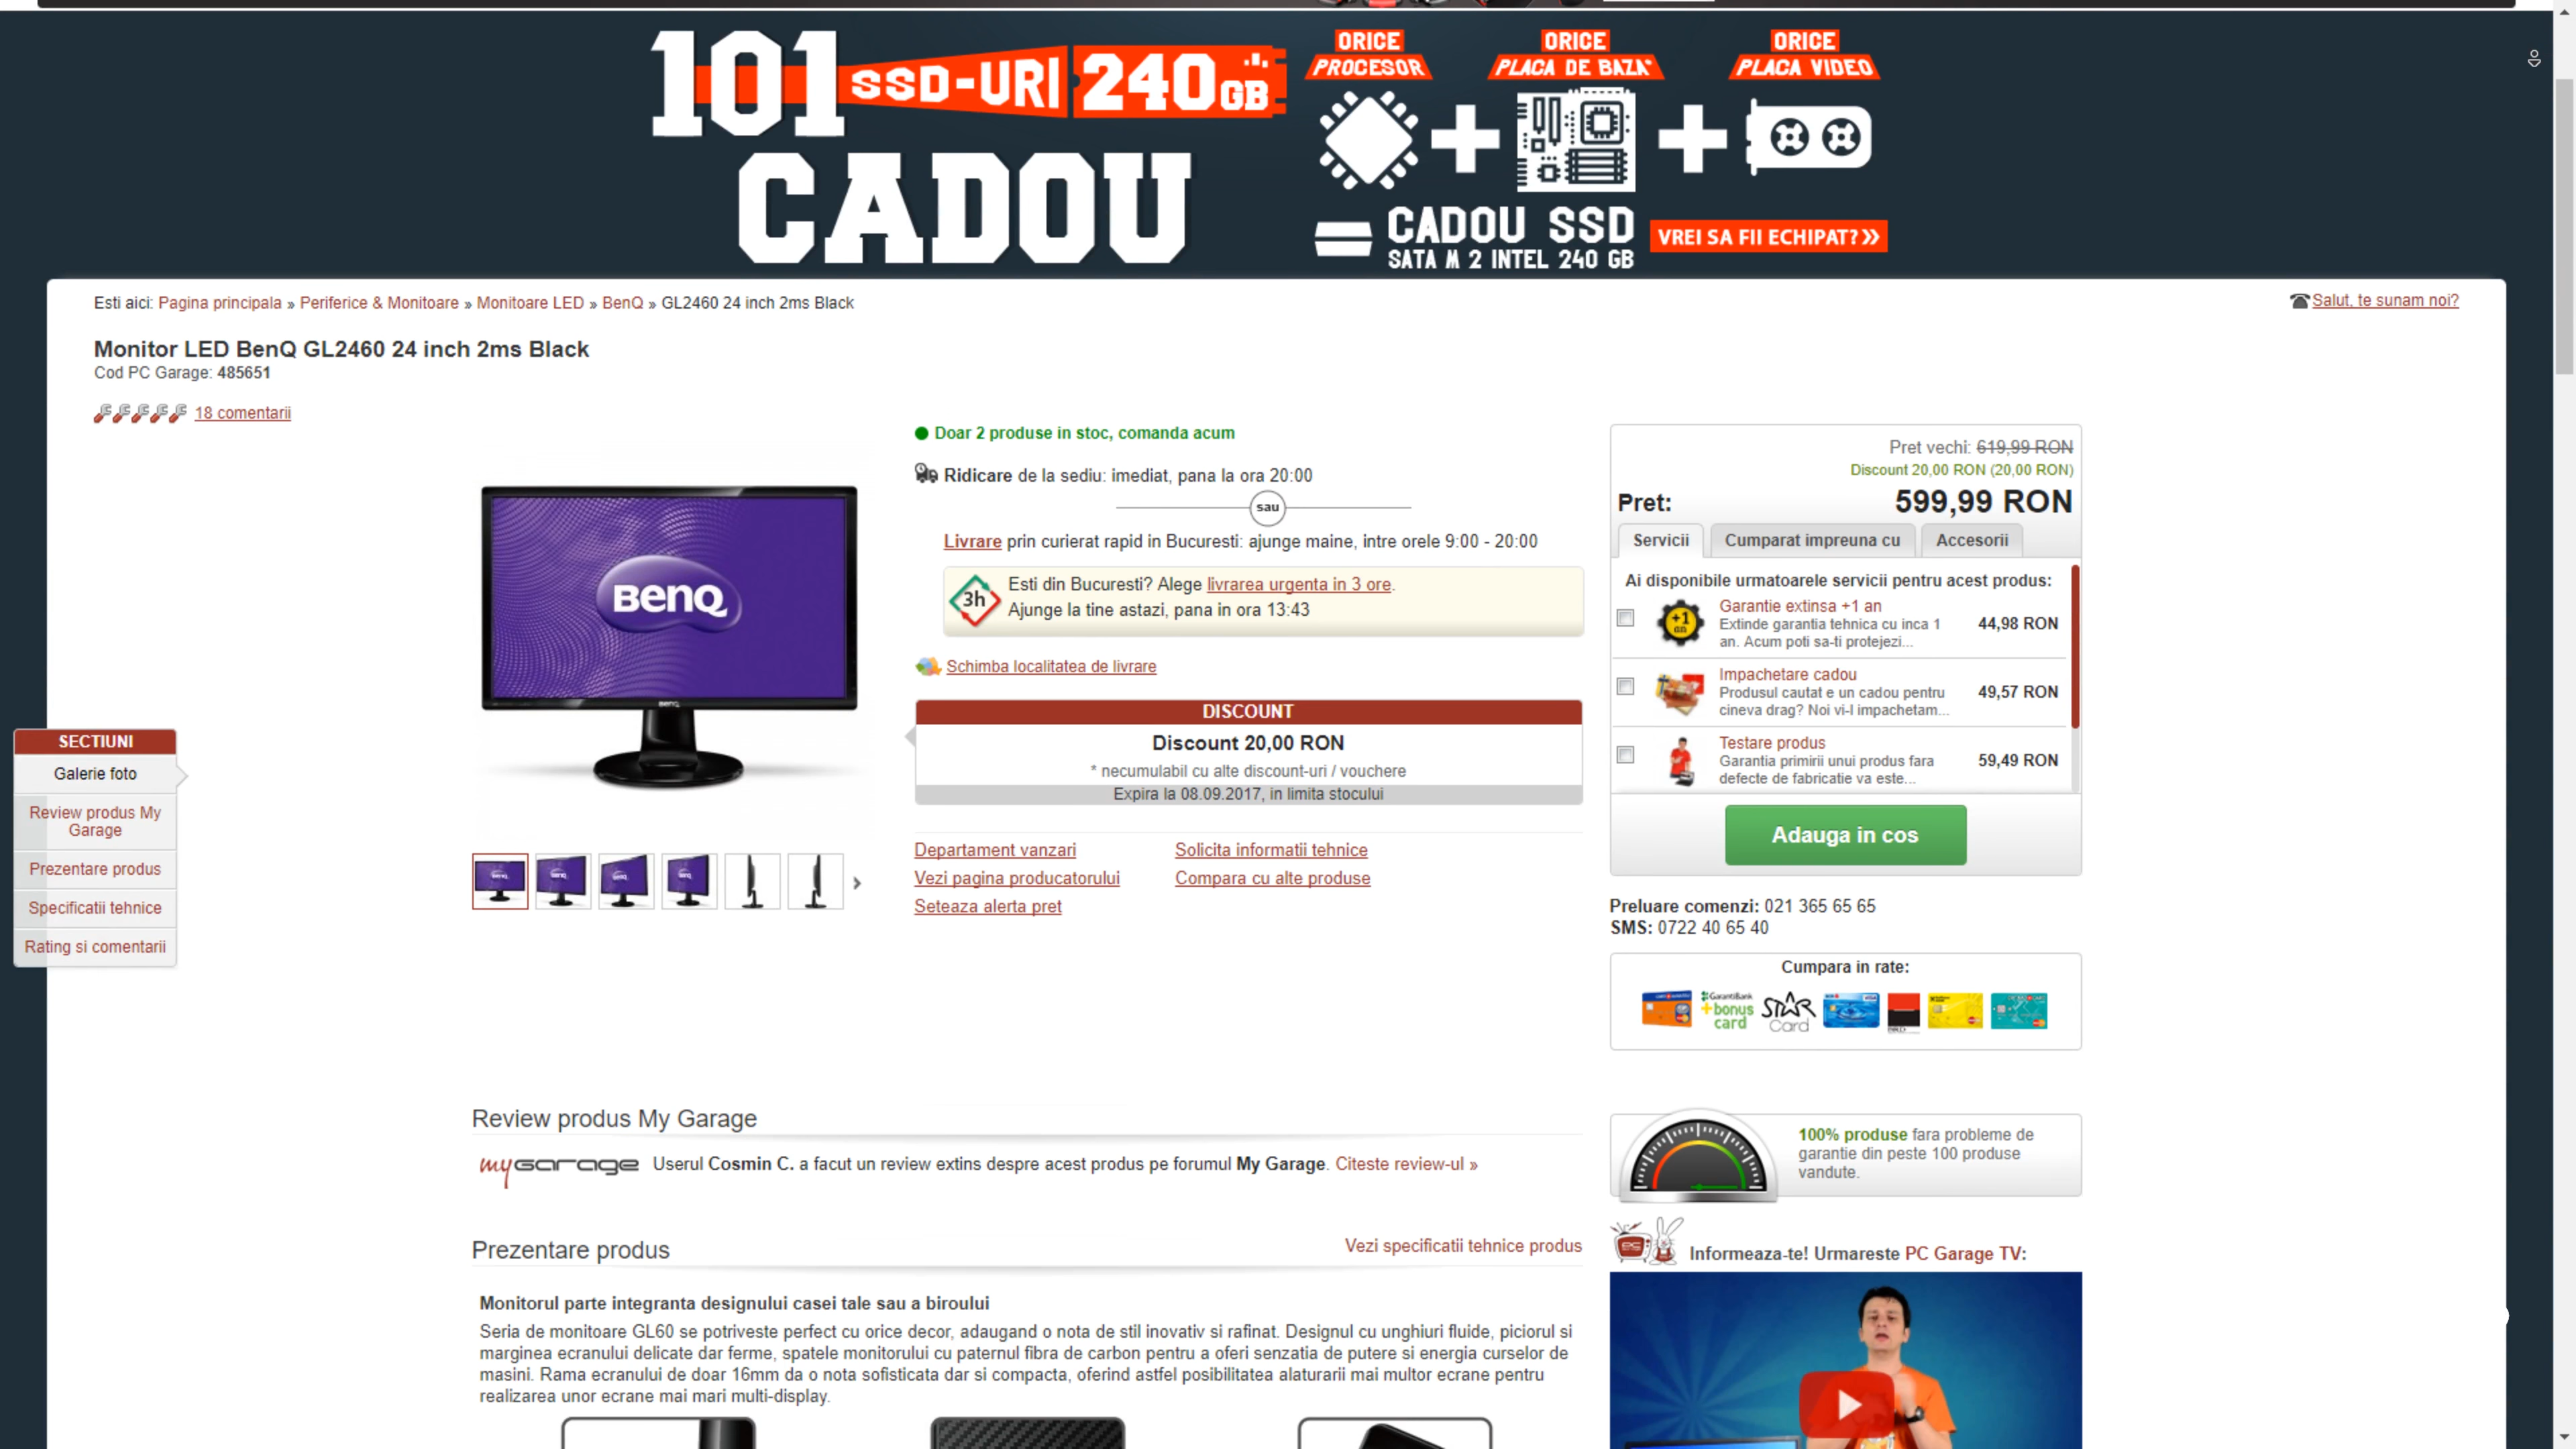 101 SSD-URI 240GB
CADOU
ORICE PROCESOR
ORICE PLACA DE BAZA*
ORICE PLACA VIDEO
CADOU SSD
SATA M 2 INTEL 240 GB
VREI SA FII ECHIPAT?
Esti aici: Pagina principala » Periferice & Monitoare » Monitoare LED » BenQ » GL2460 24 inch 2ms Black
Salut, te sunam noi?
Monitor LED BenQ GL2460 24 inch 2ms Black
Cod PC Garage: 485651
18 comentarii
BenQ
Doar 2 produse in stoc, comanda acum
Ridicare de la sediu: imediat, pana la ora 20:00
sau
Livrare prin curierat rapid in Bucuresti: ajunge maine, intre orele 9:00 - 20:00
3h
Esti din Bucuresti? Alege livrarea urgenta in 3 ore.
Ajunge la tine astazi, pana in ora 13:43
Schimba localitatea de livrare
DISCOUNT
Discount 20,00 RON
* necumulabil cu alte discount-uri / vouchere
Expira la 08.09.2017, in limita stocului
Departament vanzari
Solicita informatii tehnice
Vezi pagina producatorului
Compara cu alte produse
Seteaza alerta pret
SECTIUNI
Galerie foto
Review produs My Garage
Prezentare produs
Specificatii tehnice
Rating si comentarii
Pret vechi: 619,99 RON
Discount 20,00 RON (20,00 RON)
Pret: 599,99 RON
Servicii
Cumparat impreuna cu
Accesorii
Ai disponibile urmatoarele servicii pentru acest produs:
+1 an
Garantie extinsa +1 an
Extinde garantia tehnica cu inca 1
an. Acum poti sa-ti protejezi...
44,98 RON
Impachetare cadou
Produsul cautat e un cadou pentru
cineva drag? Noi vi-l impachetam...
49,57 RON
Testare produs
Garantia primirii unui produs fara
defecte de fabricatie va este...
59,49 RON
Adauga in cos
Preluare comenzi: 021 365 65 65
SMS: 0722 40 65 40
Cumpara in rate:
GarantiBank
+bonus
card
STAR
Card
Review produs My Garage
mygarage
Userul Cosmin C. a facut un review extins despre acest produs pe forumul My Garage. Citeste review-ul »
100% produse fara probleme de
garantie din peste 100 produse
vandute.
Prezentare produs
Vezi specificatii tehnice produs
Informeaza-te! Urmareste PC Garage TV:
Monitorul parte integranta designului casei tale sau a biroului
Seria de monitoare GL60 se potriveste perfect cu orice decor, adaugand o nota de stil inovativ si rafinat. Designul cu unghiuri fluide, piciorul si
marginea ecranului delicate dar ferme, spatele monitorului cu paternul fibra de carbon pentru a oferi senzatia de putere si energia curselor de
masini. Rama ecranului de doar 16mm da o nota sofisticata dar si compacta, oferind astfel posibilitatea alaturarii mai multor ecrane pentru
realizarea unor ecrane mai mari multi-display.